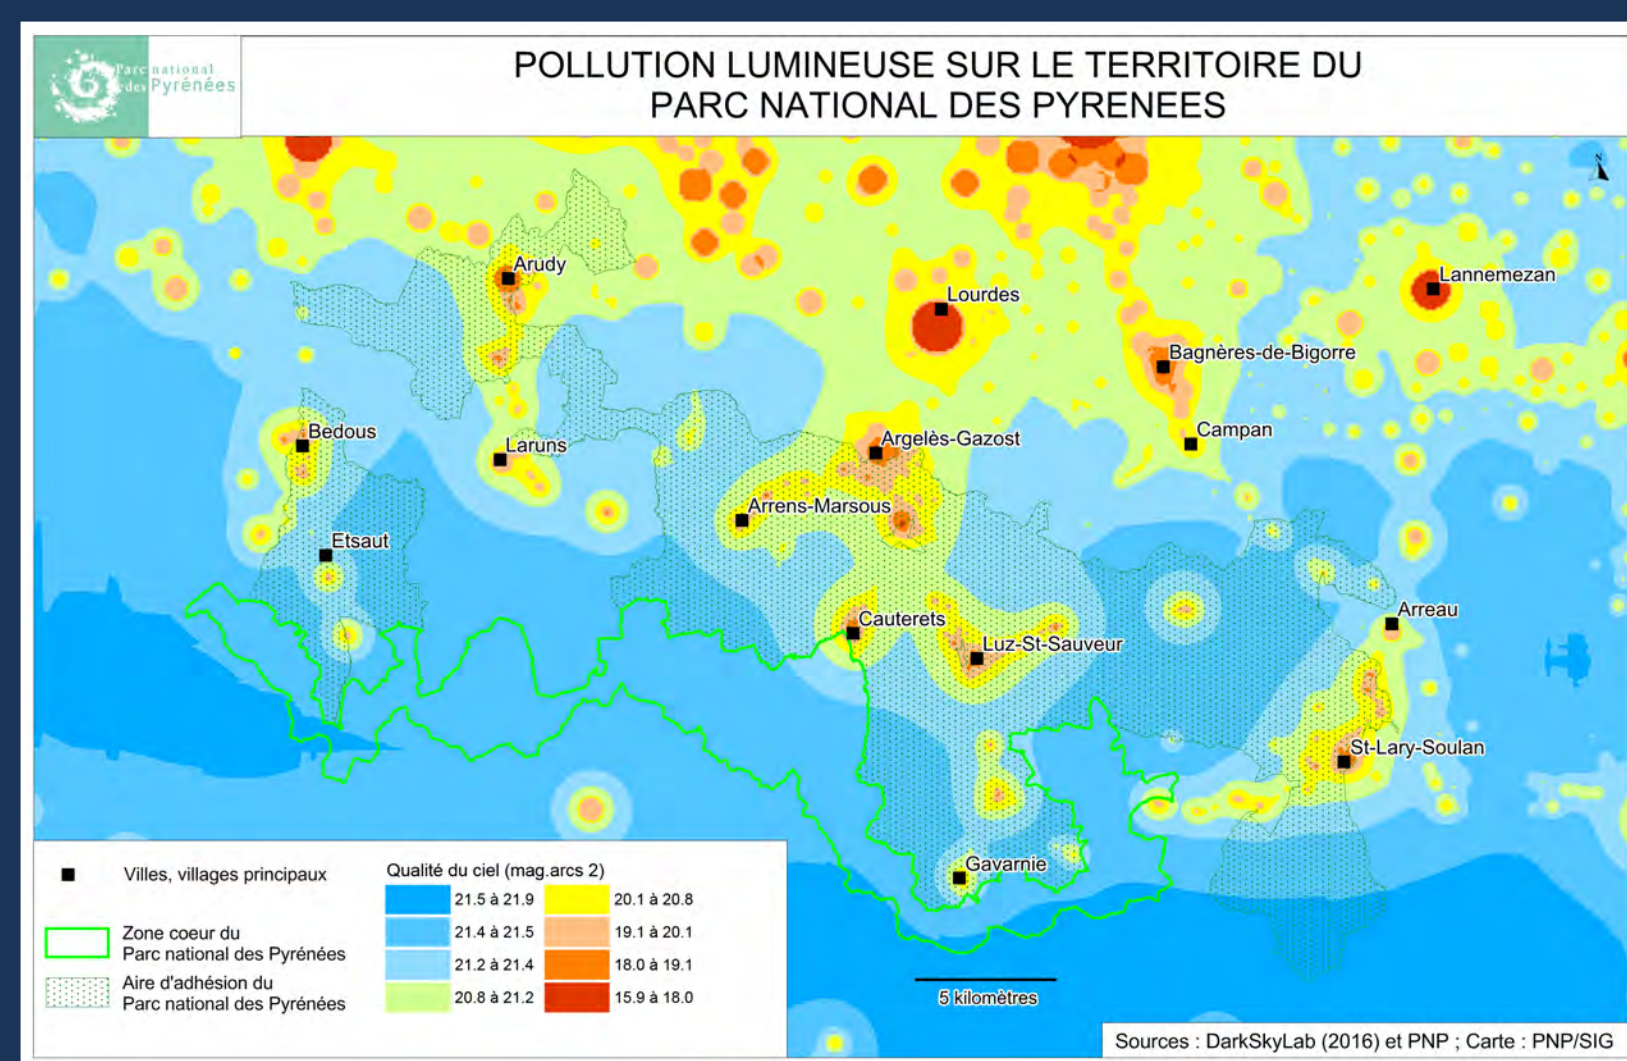 Parc national
des Pyrénées
POLLUTION LUMINEUSE SUR LE TERRITOIRE DU
PARC NATIONAL DES PYRENEES
N
Arudy
Lourdes
Lannemezan
Bagnères-de-Bigorre
Bedous
Laruns
Argelès-Gazost
Campan
Arrens-Marsous
Etsaut
Cauterets
Arreau
Luz-St-Sauveur
St-Lary-Soulan
Gavarnie
Villes, villages principaux
Zone coeur du
Parc national des Pyrénées
Aire d'adhésion du
Parc national des Pyrénées
Qualité du ciel (mag.arcs 2)
21.5 à 21.9
20.1 à 20.8
21.4 à 21.5
19.1 à 20.1
21.2 à 21.4
18.0 à 19.1
20.8 à 21.2
15.9 à 18.0
5 kilomètres
Sources : DarkSkyLab (2016) et PNP ; Carte : PNP/SIG